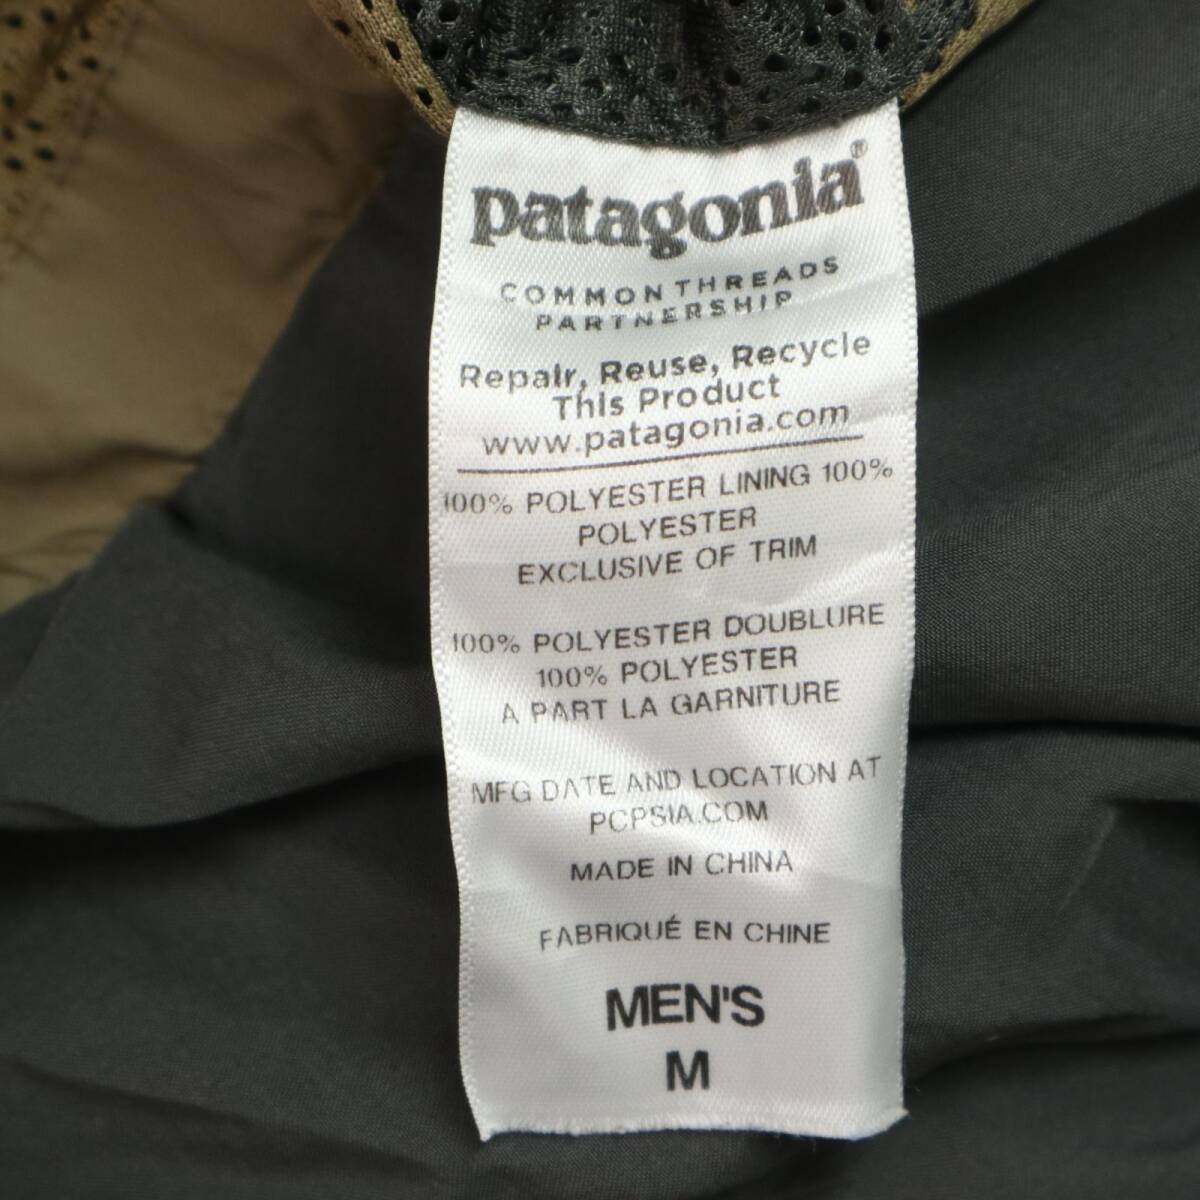 patagonia®
COMMON THREADS
PARTNERSHIP
Repair, Reuse, Recycle
This Product
www.patagonia.com
100% POLYESTER LINING 100%
POLYESTER
EXCLUSIVE OF TRIM
100% POLYESTER DOUBLURE
100% POLYESTER
A PART LA GARNITURE
MFG DATE AND LOCATION AT
PCPSIA.COM
MADE IN CHINA
FABRIQUÉ EN CHINE
MEN'S
M